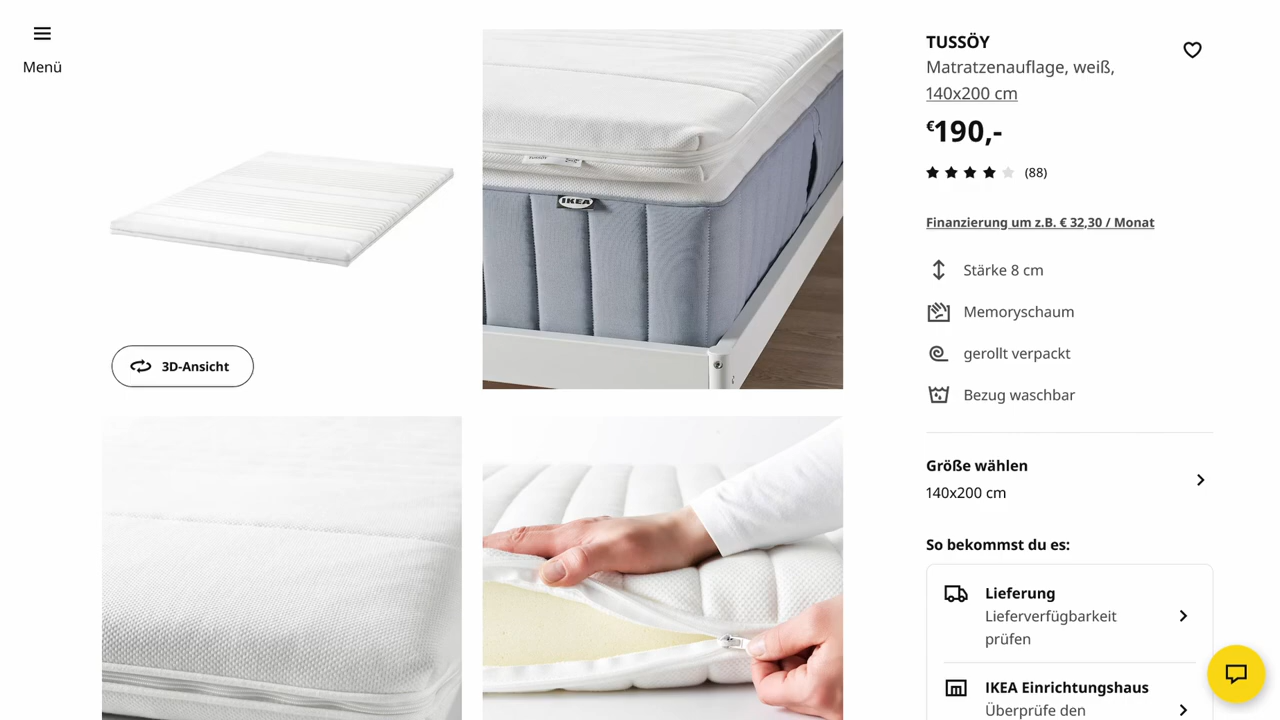 Menü
TUSSÖY
IKEA
3D-Ansicht
TUSSÖY
Matratzenauflage, weiß,
140x200 cm
€190,-
(88)
Finanzierung um z.B. € 32,30 / Monat
Stärke 8 cm
Memoryschaum
gerollt verpackt
Bezug waschbar
Größe wählen
140x200 cm
So bekommst du es:
Lieferung
Lieferverfügbarkeit
prüfen
IKEA Einrichtungshaus
Überprüfe den